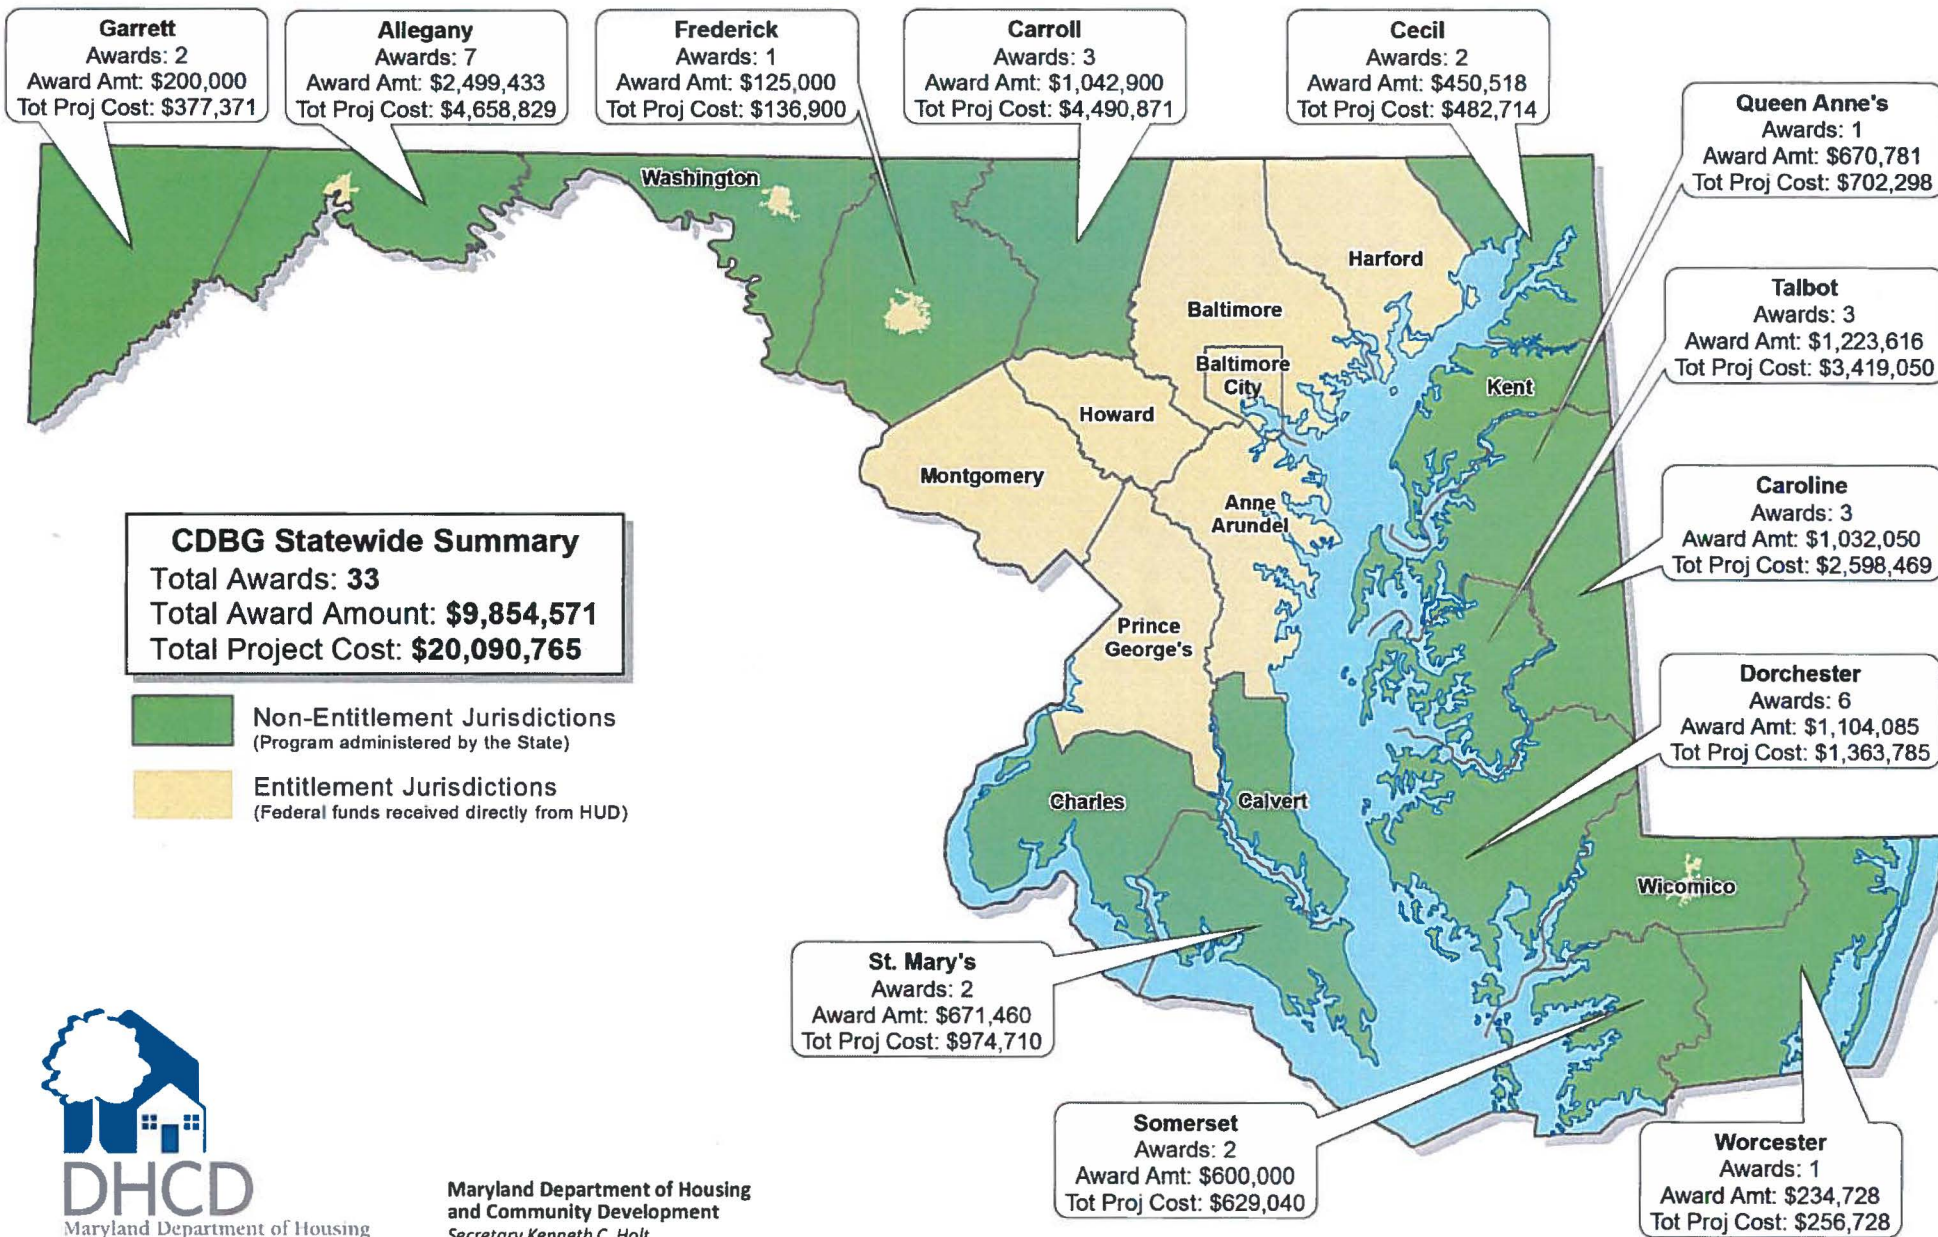 Garrett
Awards: 2
Award Amt: $200,000
Tot Proj Cost: $377,371
Allegany
Awards: 7
Award Amt: $2,499,433
Tot Proj Cost: $4,658,829
Frederick
Awards: 1
Award Amt: $125,000
Tot Proj Cost: $136,900
Carroll
Awards: 3
Award Amt: $1,042,900
Tot Proj Cost: $4,490,871
Cecil
Awards: 2
Award Amt: $450,518
Tot Proj Cost: $482,714
Queen Anne's
Awards: 1
Award Amt: $670,781
Tot Proj Cost: $702,298
Talbot
Awards: 3
Award Amt: $1,223,616
Tot Proj Cost: $3,419,050
Caroline
Awards: 3
Award Amt: $1,032,050
Tot Proj Cost: $2,598,469
Dorchester
Awards: 6
Award Amt: $1,104,085
Tot Proj Cost: $1,363,785
Washington
Harford
Baltimore
Baltimore
City
Kent
Howard
Montgomery
Anne
Arundel
Prince
George's
Charles
Calvert
Wicomico
CDBG Statewide Summary
Total Awards: 33
Total Award Amount: $9,854,571
Total Project Cost: $20,090,765
Non-Entitlement Jurisdictions
(Program administered by the State)
Entitlement Jurisdictions
(Federal funds received directly from HUD)
St. Mary's
Awards: 2
Award Amt: $671,460
Tot Proj Cost: $974,710
Somerset
Awards: 2
Award Amt: $600,000
Tot Proj Cost: $629,040
Worcester
Awards: 1
Award Amt: $234,728
Tot Proj Cost: $256,728
DHCD
Maryland Department of Housing
Maryland Department of Housing
and Community Development
Secretary Kenneth C. Holt